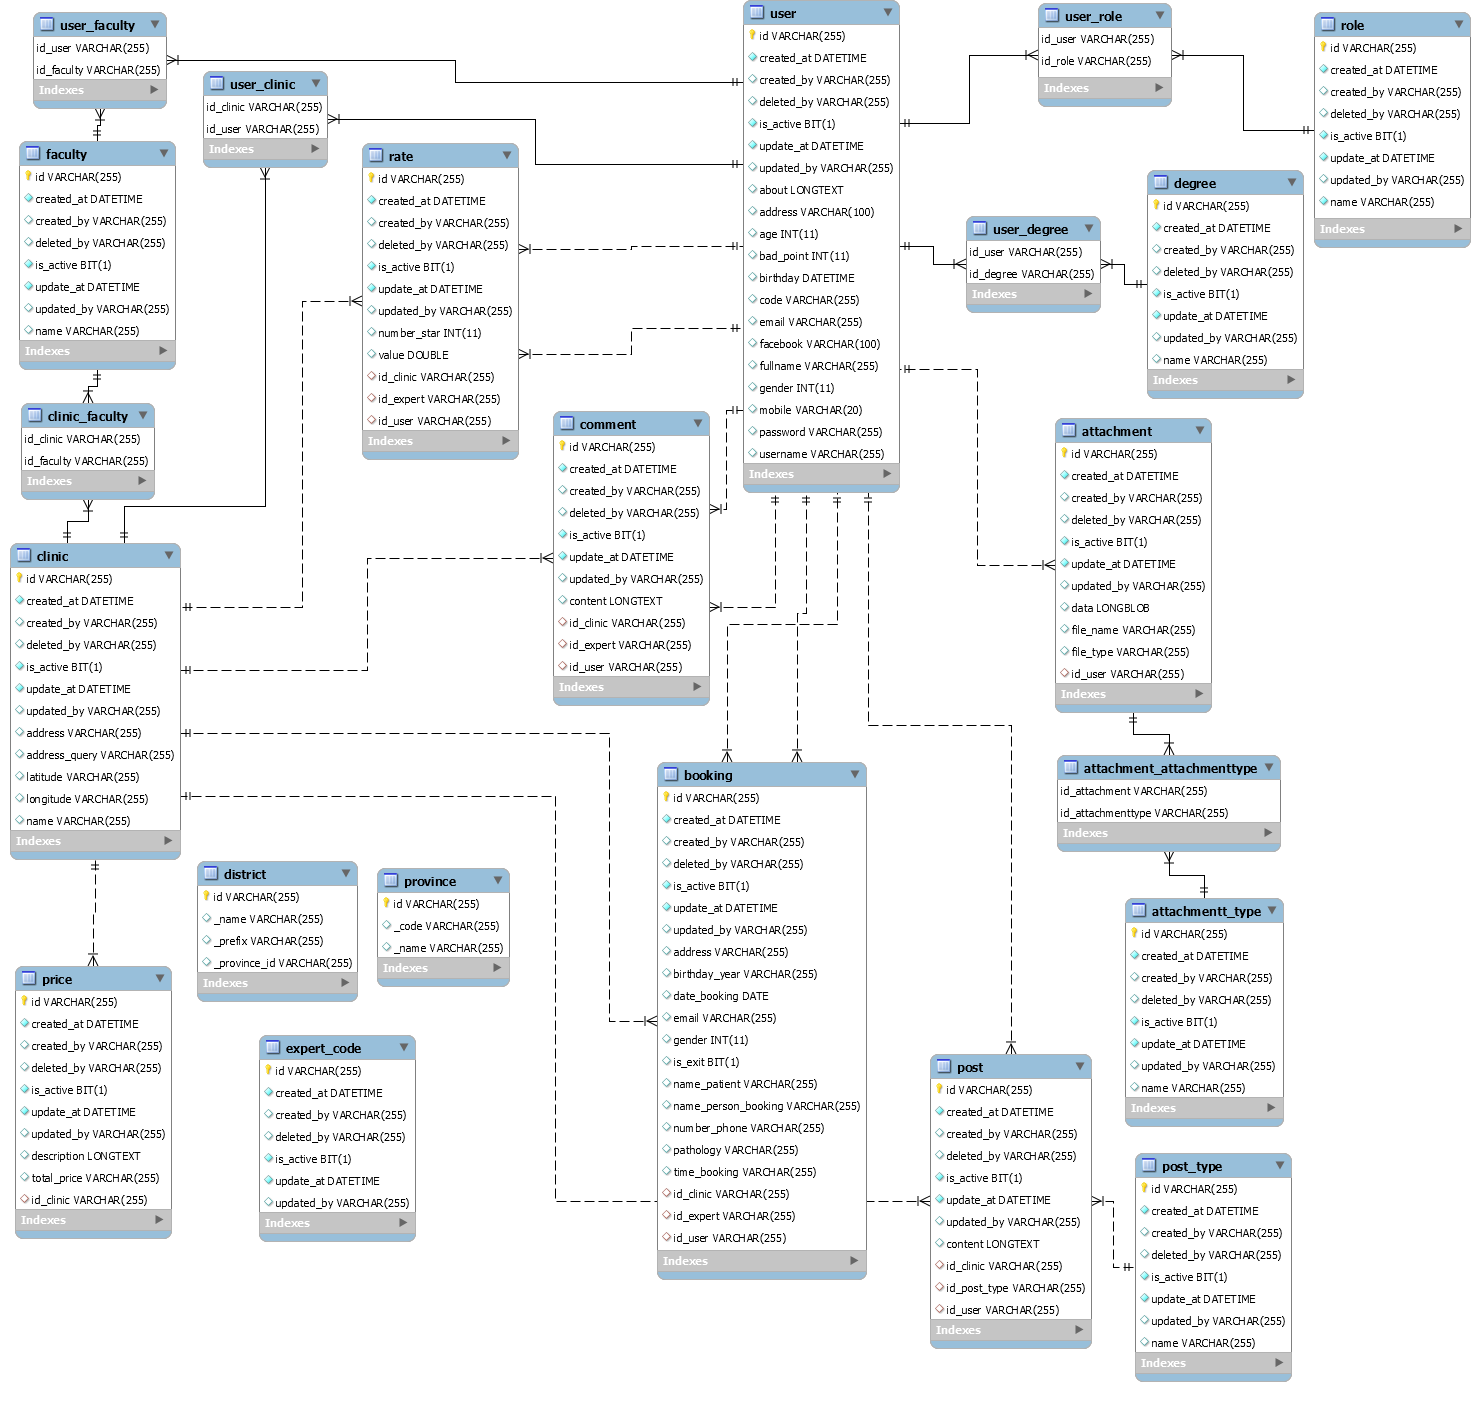 user_faculty
id_user VARCHAR(255)
id_faculty VARCHAR(255)
Indexes
user_clinic
id_clinic VARCHAR(255)
id_user VARCHAR(255)
Indexes
faculty
id VARCHAR(255)
created_at DATETIME
created_by VARCHAR(255)
deleted_by VARCHAR(255)
is_active BIT(1)
update_at DATETIME
updated_by VARCHAR(255)
name VARCHAR(255)
Indexes
rate
id VARCHAR(255)
created_at DATETIME
created_by VARCHAR(255)
deleted_by VARCHAR(255)
is_active BIT(1)
update_at DATETIME
updated_by VARCHAR(255)
number_star INT(11)
value DOUBLE
id_clinic VARCHAR(255)
id_expert VARCHAR(255)
id_user VARCHAR(255)
Indexes
user
id VARCHAR(255)
created_at DATETIME
created_by VARCHAR(255)
deleted_by VARCHAR(255)
is_active BIT(1)
update_at DATETIME
updated_by VARCHAR(255)
about LONGTEXT
address VARCHAR(100)
age INT(11)
bad_point INT(11)
birthday DATETIME
code VARCHAR(255)
email VARCHAR(255)
facebook VARCHAR(100)
fullname VARCHAR(255)
gender INT(11)
mobile VARCHAR(20)
password VARCHAR(255)
username VARCHAR(255)
Indexes
user_role
id_user VARCHAR(255)
id_role VARCHAR(255)
Indexes
role
id VARCHAR(255)
created_at DATETIME
created_by VARCHAR(255)
deleted_by VARCHAR(255)
is_active BIT(1)
update_at DATETIME
updated_by VARCHAR(255)
name VARCHAR(255)
Indexes
user_degree
id_user VARCHAR(255)
id_degree VARCHAR(255)
Indexes
degree
id VARCHAR(255)
created_at DATETIME
created_by VARCHAR(255)
deleted_by VARCHAR(255)
is_active BIT(1)
update_at DATETIME
updated_by VARCHAR(255)
name VARCHAR(255)
Indexes
clinic_faculty
id_clinic VARCHAR(255)
id_faculty VARCHAR(255)
Indexes
comment
id VARCHAR(255)
created_at DATETIME
created_by VARCHAR(255)
deleted_by VARCHAR(255)
is_active BIT(1)
update_at DATETIME
updated_by VARCHAR(255)
content LONGTEXT
id_clinic VARCHAR(255)
id_expert VARCHAR(255)
id_user VARCHAR(255)
Indexes
attachment
id VARCHAR(255)
created_at DATETIME
created_by VARCHAR(255)
deleted_by VARCHAR(255)
is_active BIT(1)
update_at DATETIME
updated_by VARCHAR(255)
data LONGBLOB
file_name VARCHAR(255)
file_type VARCHAR(255)
id_user VARCHAR(255)
Indexes
clinic
id VARCHAR(255)
created_at DATETIME
created_by VARCHAR(255)
deleted_by VARCHAR(255)
is_active BIT(1)
update_at DATETIME
updated_by VARCHAR(255)
address VARCHAR(255)
address_query VARCHAR(255)
latitude VARCHAR(255)
longitude VARCHAR(255)
name VARCHAR(255)
Indexes
attachment_attachmenttype
id_attachment VARCHAR(255)
id_attachmenttype VARCHAR(255)
Indexes
booking
id VARCHAR(255)
created_at DATETIME
created_by VARCHAR(255)
deleted_by VARCHAR(255)
is_active BIT(1)
update_at DATETIME
updated_by VARCHAR(255)
address VARCHAR(255)
birthday_year VARCHAR(255)
date_booking DATE
email VARCHAR(255)
gender INT(11)
is_exit BIT(1)
name_patient VARCHAR(255)
name_person_booking VARCHAR(255)
number_phone VARCHAR(255)
pathology VARCHAR(255)
time_booking VARCHAR(255)
id_clinic VARCHAR(255)
id_expert VARCHAR(255)
id_user VARCHAR(255)
Indexes
district
id VARCHAR(255)
_name VARCHAR(255)
_prefix VARCHAR(255)
_province_id VARCHAR(255)
Indexes
province
id VARCHAR(255)
_code VARCHAR(255)
_name VARCHAR(255)
Indexes
attachmentt_type
id VARCHAR(255)
created_at DATETIME
created_by VARCHAR(255)
deleted_by VARCHAR(255)
is_active BIT(1)
update_at DATETIME
updated_by VARCHAR(255)
name VARCHAR(255)
Indexes
price
id VARCHAR(255)
created_at DATETIME
created_by VARCHAR(255)
deleted_by VARCHAR(255)
is_active BIT(1)
update_at DATETIME
updated_by VARCHAR(255)
description LONGTEXT
total_price VARCHAR(255)
id_clinic VARCHAR(255)
Indexes
expert_code
id VARCHAR(255)
created_at DATETIME
created_by VARCHAR(255)
deleted_by VARCHAR(255)
is_active BIT(1)
update_at DATETIME
updated_by VARCHAR(255)
Indexes
post
id VARCHAR(255)
created_at DATETIME
created_by VARCHAR(255)
deleted_by VARCHAR(255)
is_active BIT(1)
update_at DATETIME
updated_by VARCHAR(255)
content LONGTEXT
id_clinic VARCHAR(255)
id_post_type VARCHAR(255)
id_user VARCHAR(255)
Indexes
post_type
id VARCHAR(255)
created_at DATETIME
created_by VARCHAR(255)
deleted_by VARCHAR(255)
is_active BIT(1)
update_at DATETIME
updated_by VARCHAR(255)
name VARCHAR(255)
Indexes